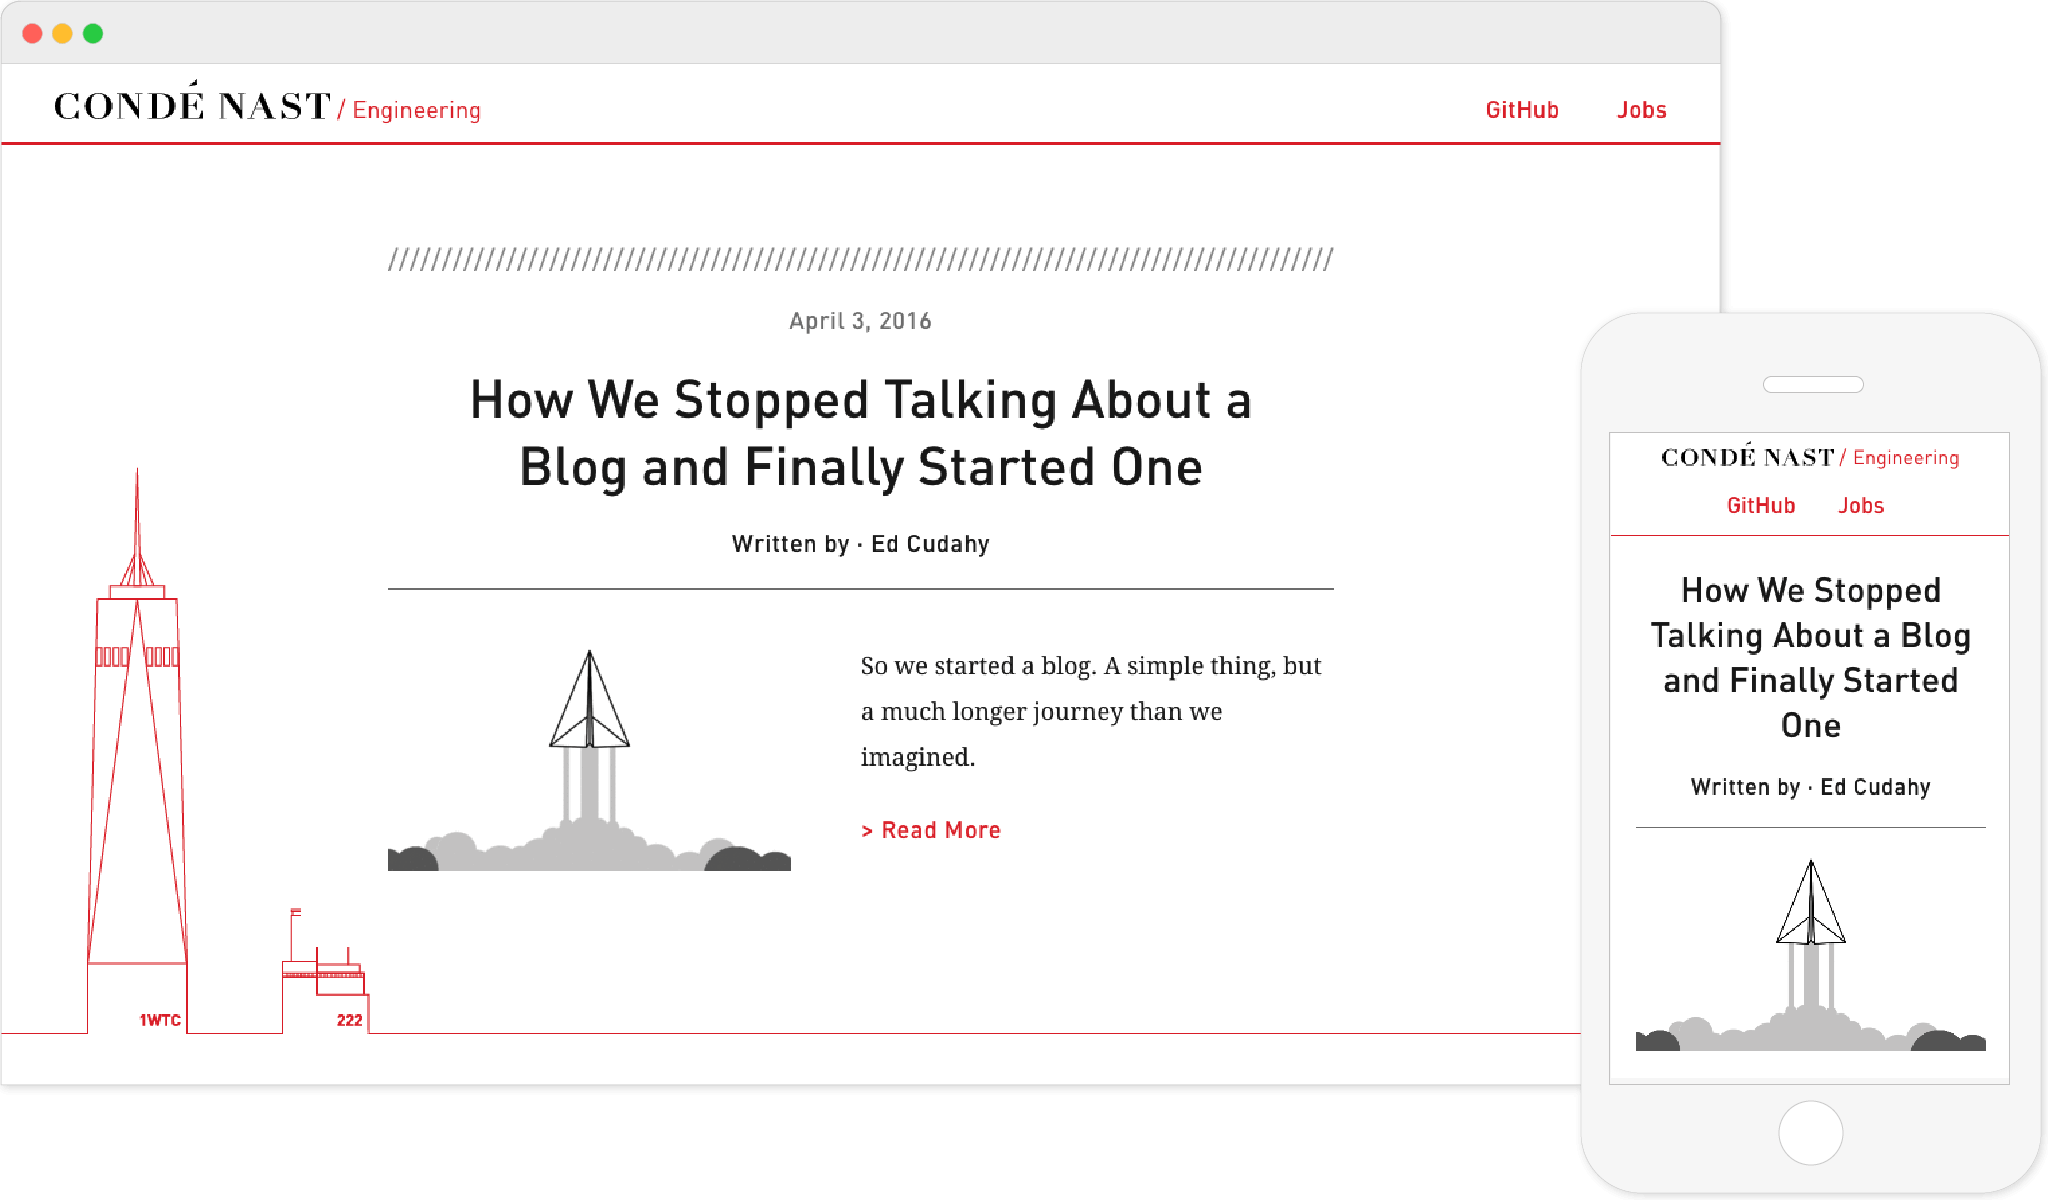 CONDÉ NAST / Engineering
GitHub Jobs
April 3, 2016
How We Stopped Talking About a
Blog and Finally Started One
Written by · Ed Cudahy
So we started a blog. A simple thing, but
a much longer journey than we
imagined.
> Read More
1WTC
222
CONDÉ NAST / Engineering
GitHub Jobs
How We Stopped
Talking About a Blog
and Finally Started
One
Written by · Ed Cudahy